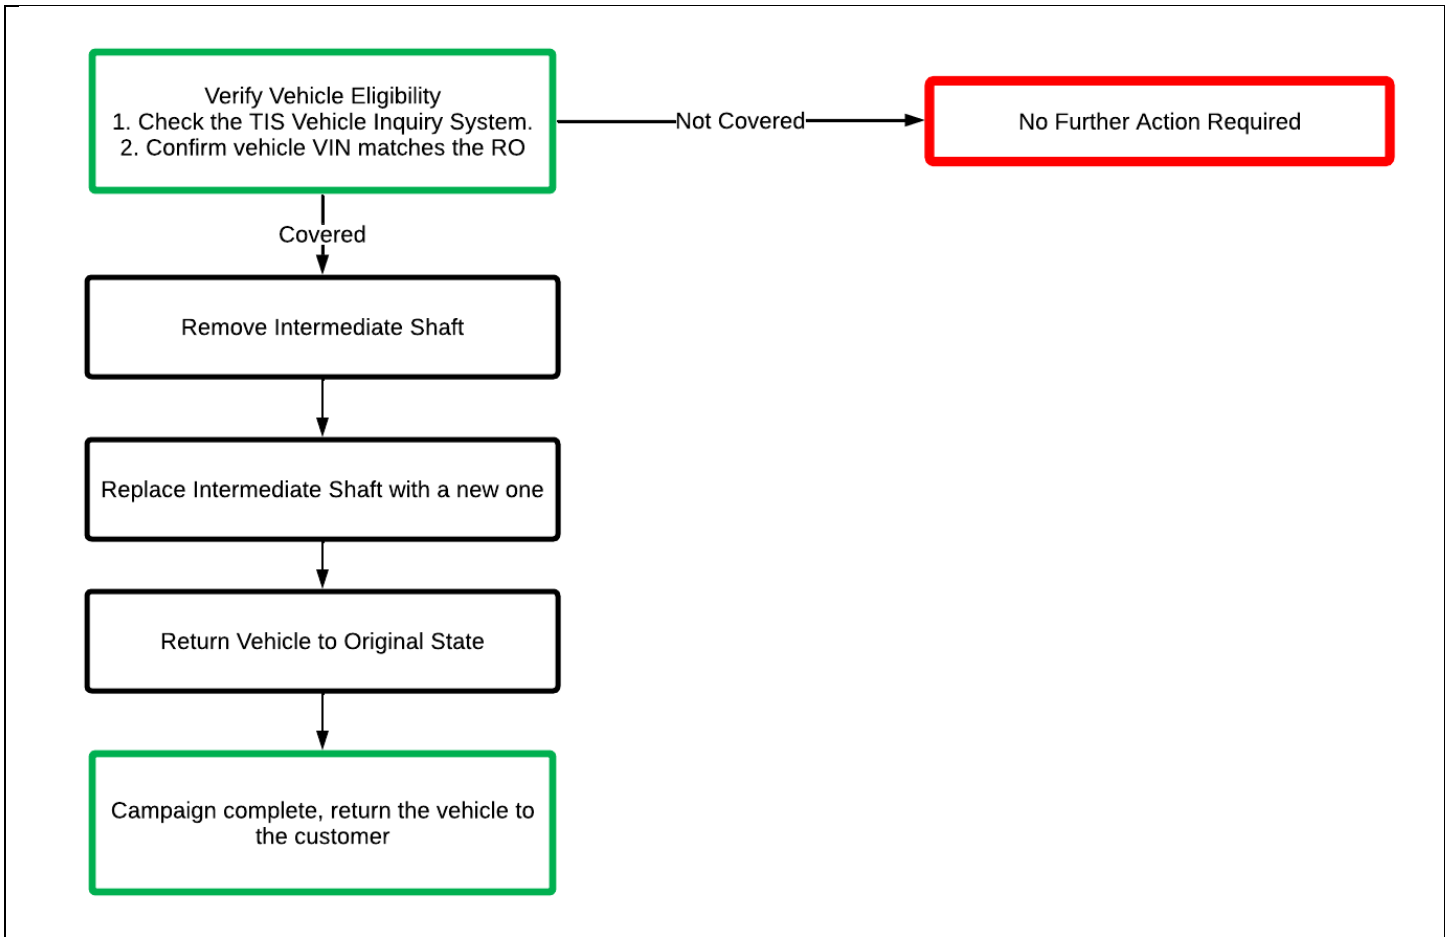 Verify Vehicle Eligibility
1. Check the TIS Vehicle Inquiry System.
2. Confirm vehicle VIN matches the RO
Not Covered
No Further Action Required
Covered
Remove Intermediate Shaft
Replace Intermediate Shaft with a new one
Return Vehicle to Original State
Campaign complete, return the vehicle to
the customer